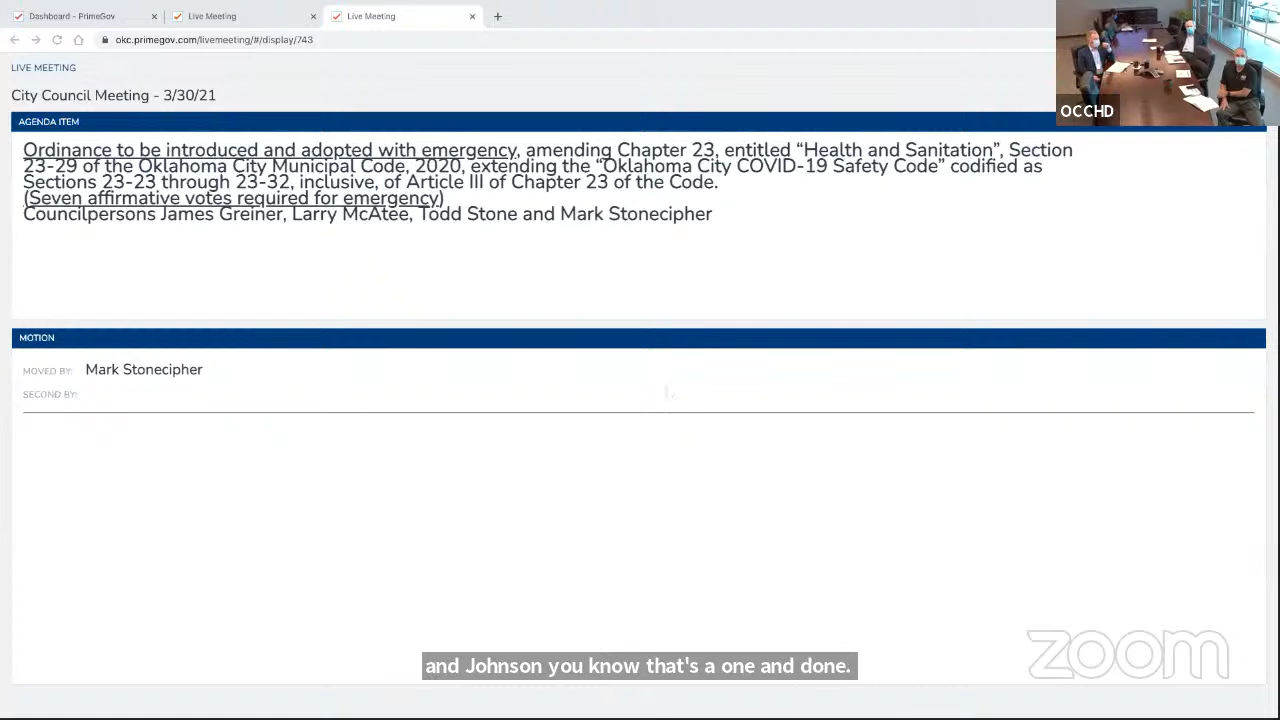 Dashboard - PrimeGov
Live Meeting
Live Meeting
okc.primegov.com/livemeeting/#/display/743
OCCHD
LIVE MEETING
City Council Meeting - 3/30/21
AGENDA ITEM
Ordinance to be introduced and adopted with emergency, amending Chapter 23, entitled “Health and Sanitation”, Section
23-29 of the Oklahoma City Municipal Code, 2020, extending the “Oklahoma City COVID-19 Safety Code” codified as
Sections 23-23 through 23-32, inclusive, of Article III of Chapter 23 of the Code.
(Seven affirmative votes required for emergency)
Councilpersons James Greiner, Larry McAtee, Todd Stone and Mark Stonecipher
MOTION
MOVED BY: Mark Stonecipher
SECOND BY:
and Johnson you know that's a one and done.
zoom